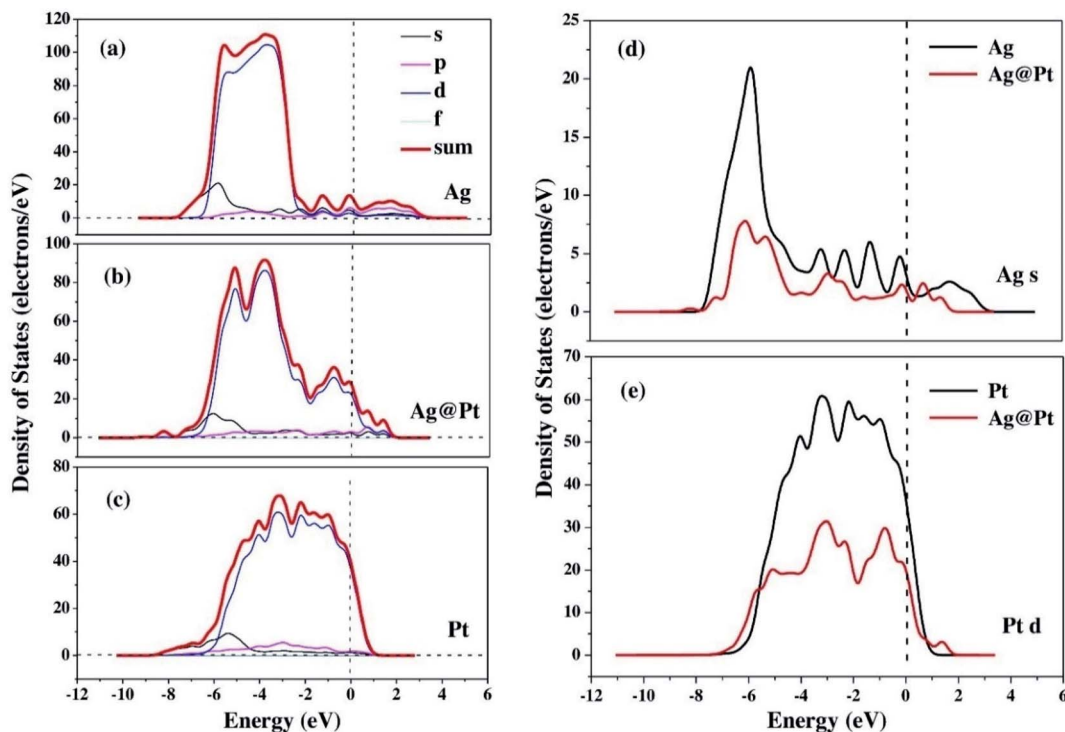 Density of States (electrons/eV)
(a)
s
p
d
f
sum
Ag
120
100
80
60
40
20
0
(b)
Ag@Pt
100
80
60
40
20
0
(c)
Pt
80
60
40
20
0
-12 -10 -8 -6 -4 -2 0 2 4 6
Energy (eV)
Density of States (electrons/eV)
(d)
Ag
Ag@Pt
Ag s
25
20
15
10
5
0
(e)
Pt
Ag@Pt
Pt d
70
60
50
40
30
20
10
0
-12 -10 -8 -6 -4 -2 0 2 4 6
Energy (eV)